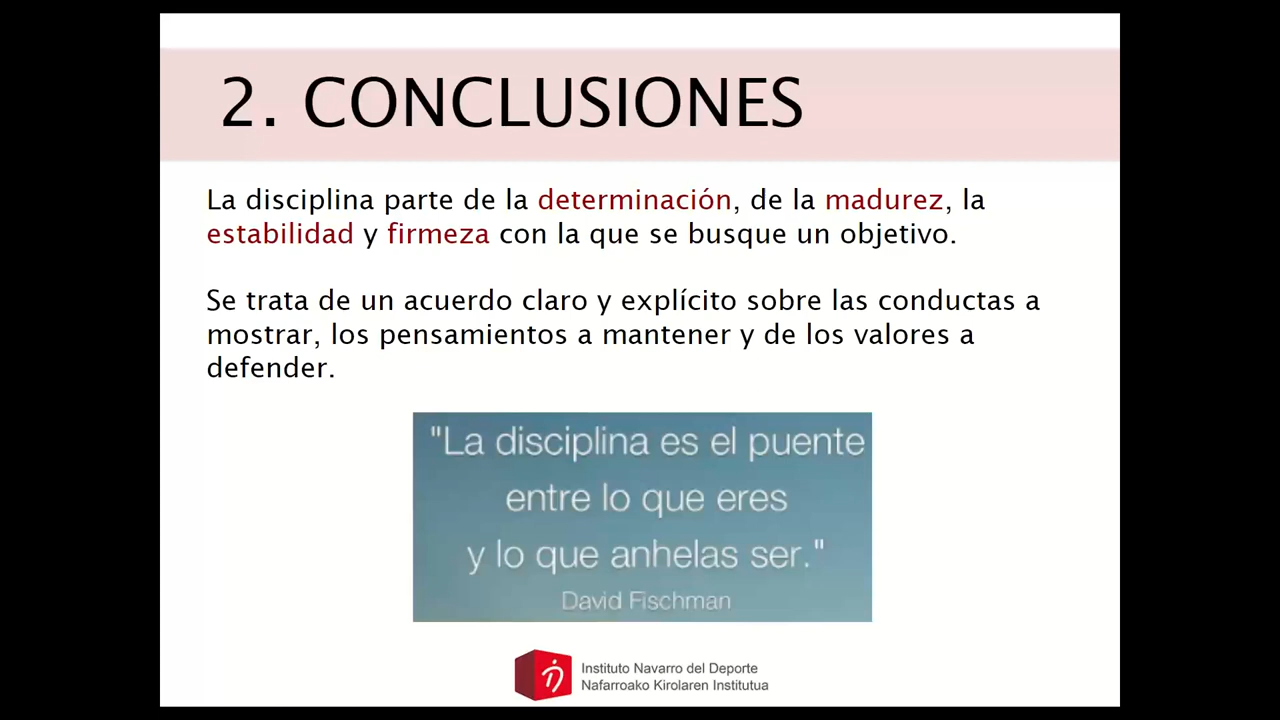 2. CONCLUSIONES
La disciplina parte de la determinación, de la madurez, la
estabilidad y firmeza con la que se busque un objetivo.
Se trata de un acuerdo claro y explícito sobre las conductas a
mostrar, los pensamientos a mantener y de los valores a
defender.
"La disciplina es el puente
entre lo que eres
y lo que anhelas ser."
David Fischman
Instituto Navarro del Deporte
Nafarroako Kirolaren Institutua